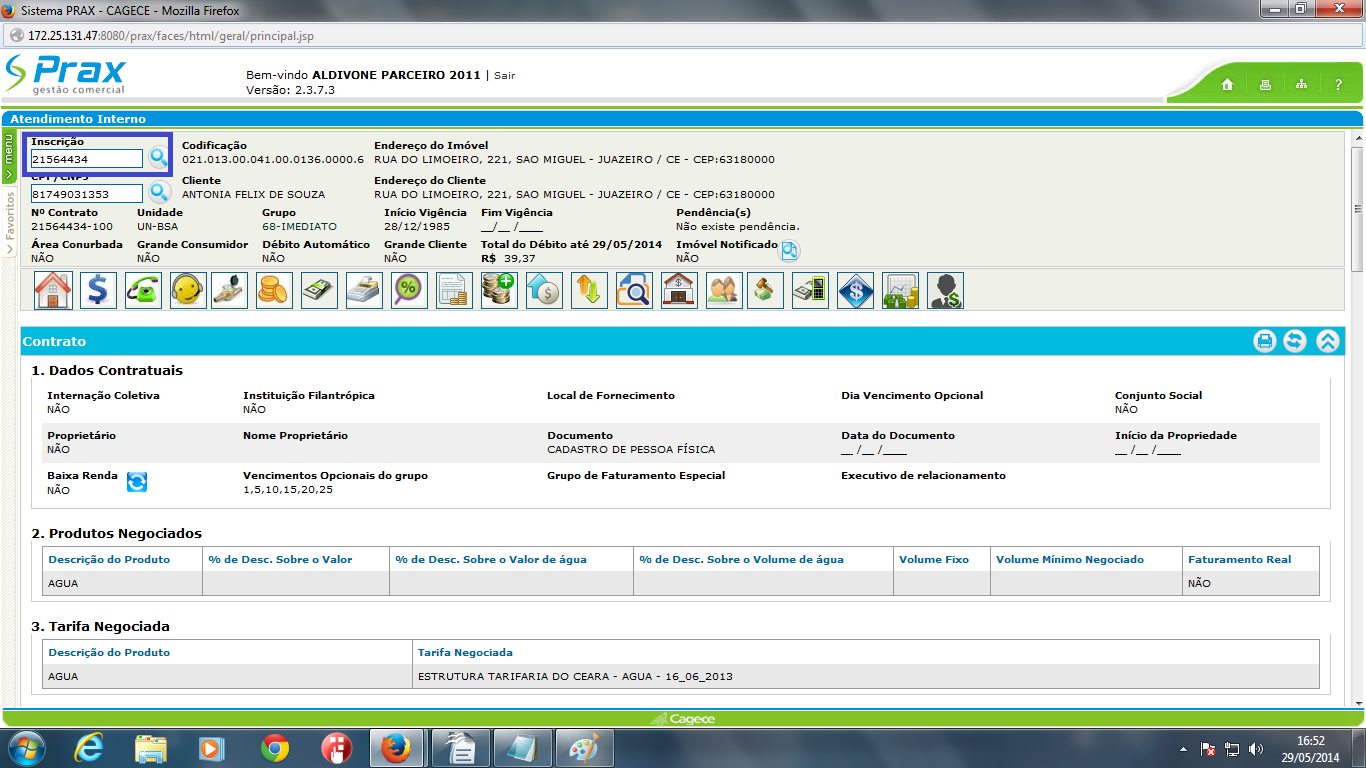 Sistema PRAX - CAGECE - Mozilla Firefox
172.25.131.47:8080/prax/faces/html/geral/principal.jsp
Prax
gestão comercial
Bem-vindo ALDIVONE PARCEIRO 2011 | Sair
Versão: 2.3.7.3
?
Atendimento Interno
menu
Favoritos
Inscrição Codificação Endereço do Imóvel
21564434 021.013.00.041.00.0136.0000.6 RUA DO LIMOEIRO, 221, SAO MIGUEL - JUAZEIRO / CE - CEP:63180000
CPF/CNPJ Cliente Endereço do Cliente
81749031353 ANTONIA FELIX DE SOUZA RUA DO LIMOEIRO, 221, SAO MIGUEL - JUAZEIRO / CE - CEP:63180000
Nº Contrato Unidade Grupo Início Vigência Fim Vigência Pendência(s)
21564434-100 UN-BSA 68-IMEDIATO 28/12/1985 __/__ /____ Não existe pendência.
Área Conurbada Grande Consumidor Débito Automático Grande Cliente Total do Débito até 29/05/2014 Imóvel Notificado
NÃO NÃO NÃO NÃO R$ 39,37 NÃO
Contrato
1. Dados Contratuais
Internação Coletiva Instituição Filantrópica Local de Fornecimento Dia Vencimento Opcional Conjunto Social
NÃO NÃO NÃO
Proprietário Nome Proprietário Documento Data do Documento Início da Propriedade
NÃO CADASTRO DE PESSOA FÍSICA __ /__ /____ __ /__ /____
Baixa Renda Vencimentos Opcionais do grupo Grupo de Faturamento Especial Executivo de relacionamento
NÃO 1,5,10,15,20,25
2. Produtos Negociados
Descrição do Produto % de Desc. Sobre o Valor % de Desc. Sobre o Valor de água % de Desc. Sobre o Volume de água Volume Fixo Volume Mínimo Negociado Faturamento Real
AGUA NÃO
3. Tarifa Negociada
Descrição do Produto Tarifa Negociada
AGUA ESTRUTURA TARIFARIA DO CEARA - AGUA - 16_06_2013
Cagece
16:52
29/05/2014